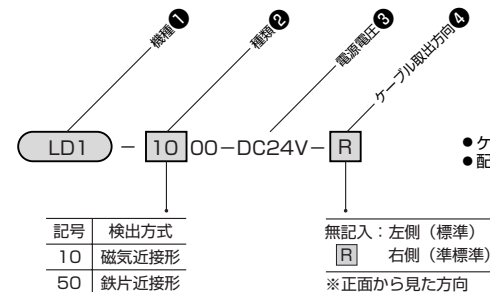 機種❶
種類❷
電源電圧❸
ケーブル取出方向❹
LD1 － 10 00－DC24V－ R
●ケ
●配
記号 検出方式
10 磁気近接形
50 鉄片近接形
無記入：左側（標準）
R 右側（準標準）
※正面から見た方向